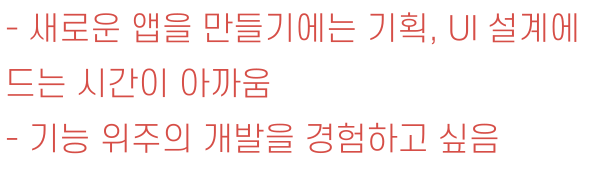 - 새로운 앱을 만들기에는 기획, UI 설계에
드는 시간이 아까움
- 기능 위주의 개발을 경험하고 싶음